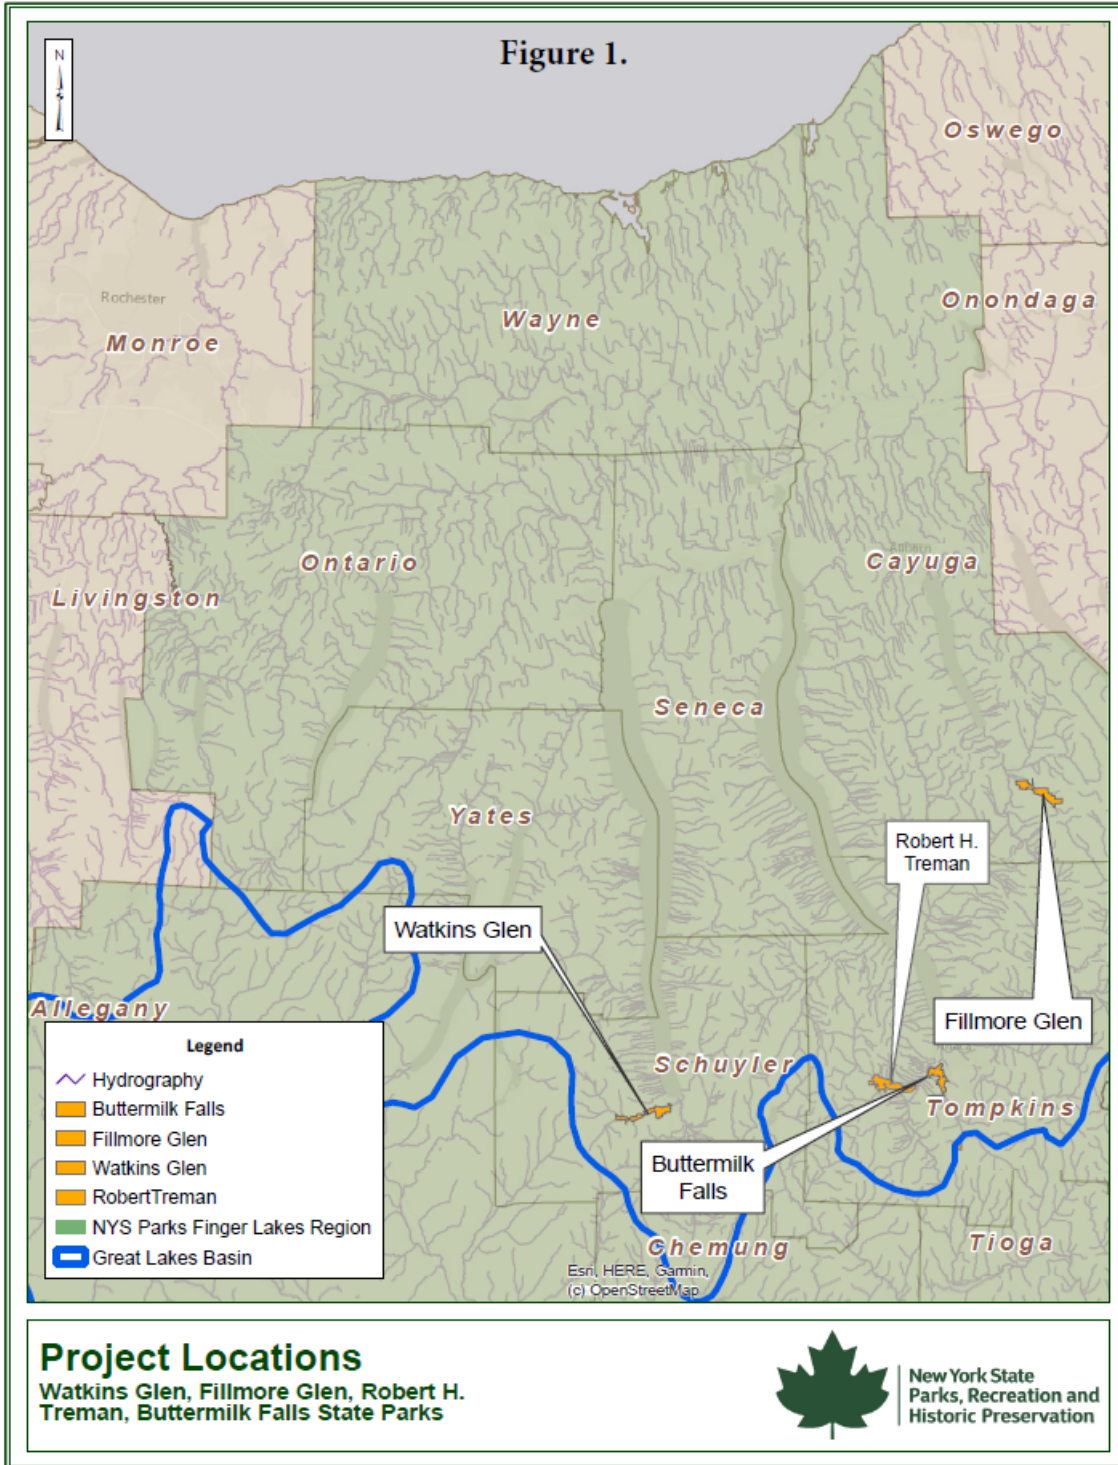 Figure 1.
N
Oswego
Rochester
Monroe
Wayne
Onondaga
Ontario
Cayuga
Livingston
Seneca
Yates
Robert H.
Treman
Watkins Glen
Fillmore Glen
Allegany
Schuyler
Tompkins
Buttermilk
Falls
Chemung
Tioga
Legend
Hydrography
Buttermilk Falls
Fillmore Glen
Watkins Glen
RobertTreman
NYS Parks Finger Lakes Region
Great Lakes Basin
Esri, HERE, Garmin,
(c) OpenStreetMap
Project Locations
Watkins Glen, Fillmore Glen, Robert H.
Treman, Buttermilk Falls State Parks
New York State
Parks, Recreation and
Historic Preservation